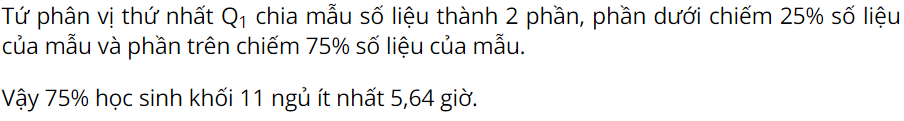 Tứ phân vị thứ nhất Q₁ chia mẫu số liệu thành 2 phần, phần dưới chiếm 25% số liệu
của mẫu và phần trên chiếm 75% số liệu của mẫu.
Vậy 75% học sinh khối 11 ngủ ít nhất 5,64 giờ.